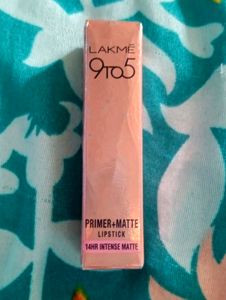 LAKMÉ
9TO5
PRIMER+MATTE
LIPSTICK
14HR INTENSE MATTE